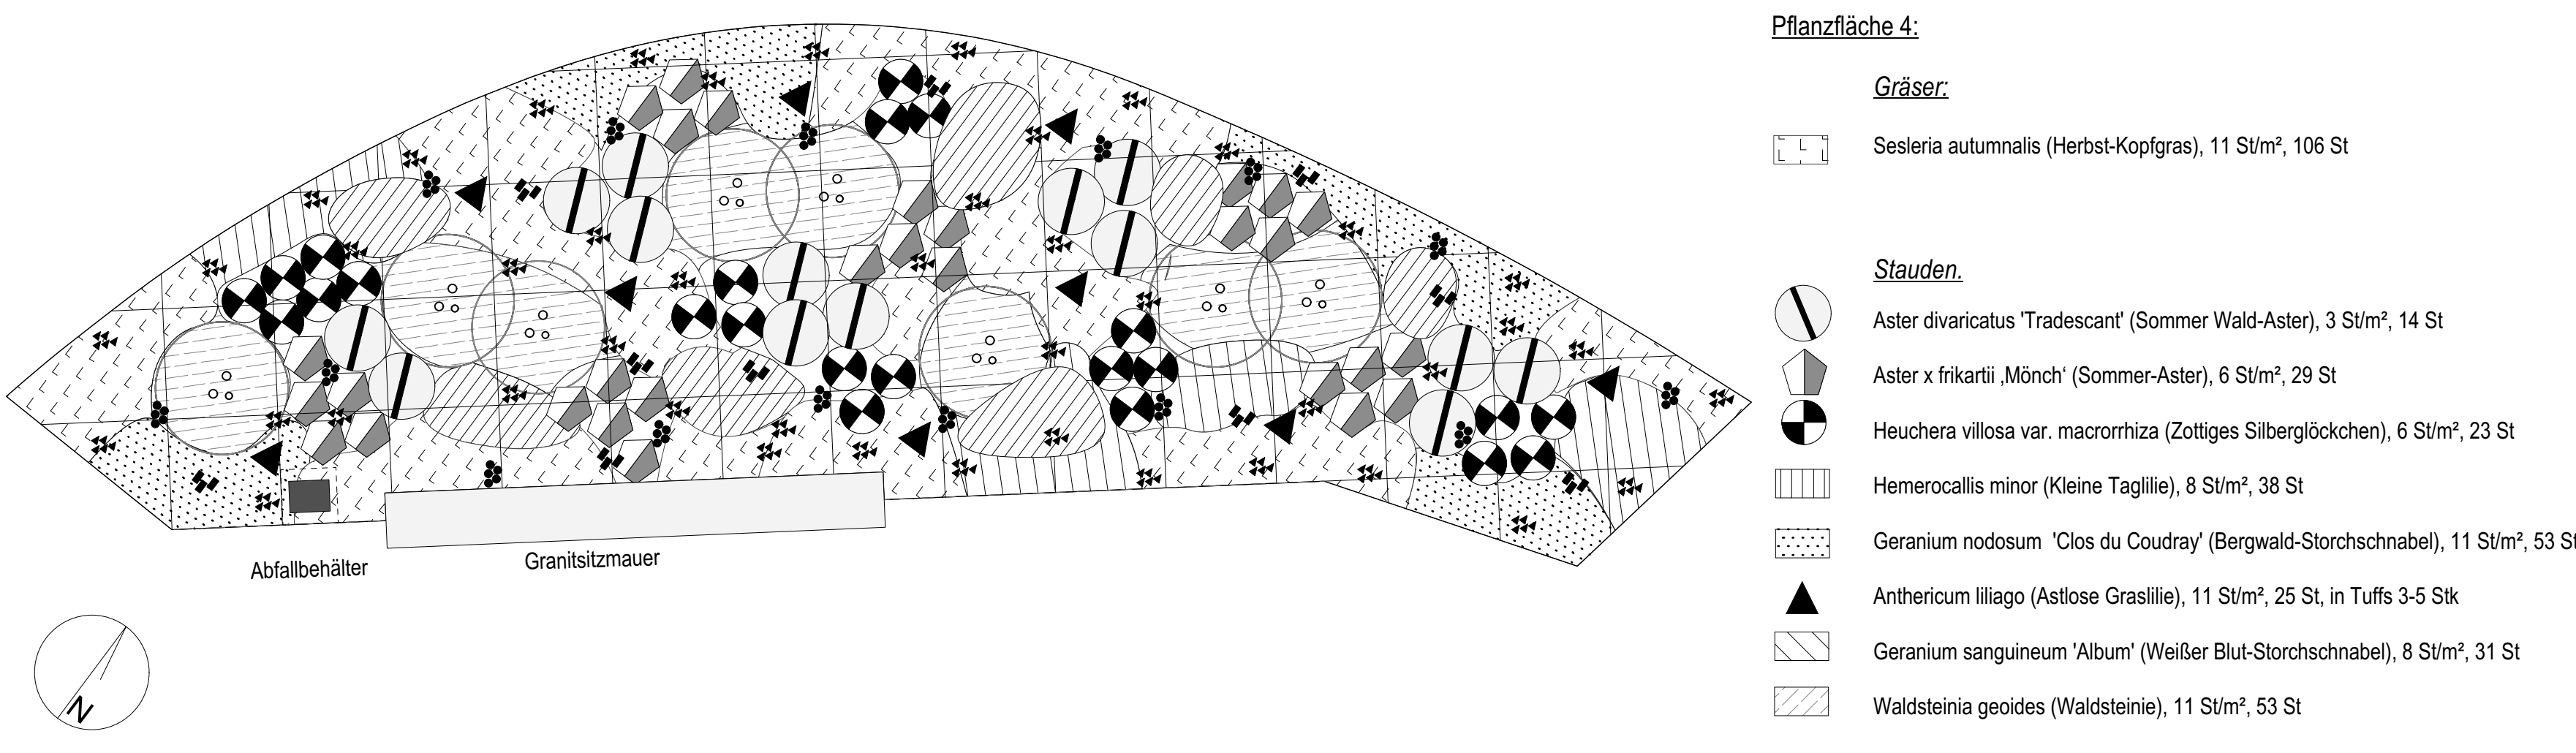 Pflanzfläche 4:
Gräser:
Sesleria autumnalis (Herbst-Kopfgras), 11 St/m², 106 St
Stauden.
Aster divaricatus 'Tradescant' (Sommer Wald-Aster), 3 St/m², 14 St
Aster x frikartii ‚Mönch‘ (Sommer-Aster), 6 St/m², 29 St
Heuchera villosa var. macrorrhiza (Zottiges Silberglöckchen), 6 St/m², 23 St
Hemerocallis minor (Kleine Taglilie), 8 St/m², 38 St
Geranium nodosum 'Clos du Coudray' (Bergwald-Storchschnabel), 11 St/m², 53 St
Anthericum liliago (Astlose Graslilie), 11 St/m², 25 St, in Tuffs 3-5 Stk
Geranium sanguineum 'Album' (Weißer Blut-Storchschnabel), 8 St/m², 31 St
Waldsteinia geoides (Waldsteinie), 11 St/m², 53 St
Abfallbehälter
Granitsitzmauer
N